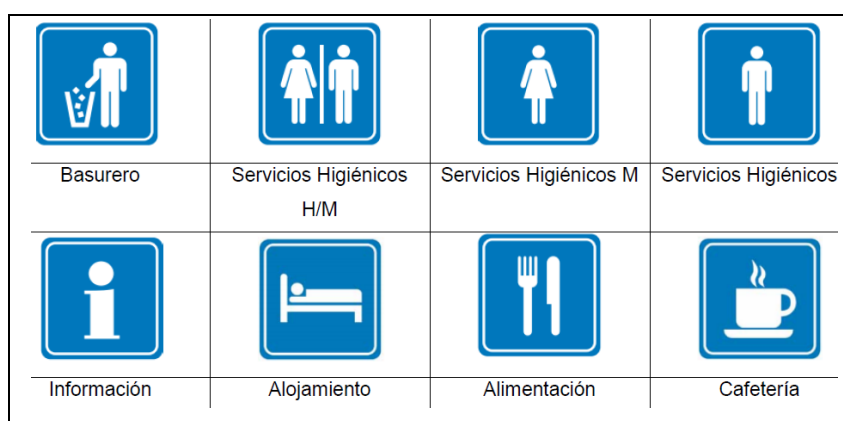 Basurero
Servicios Higiénicos
H/M
Servicios Higiénicos M
Servicios Higiénicos
Información
Alojamiento
Alimentación
Cafetería